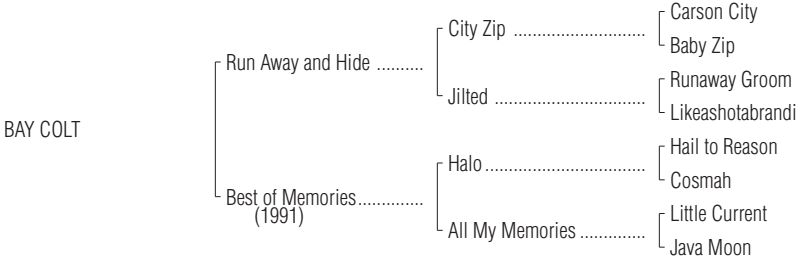 Carson City
City Zip ............................
Baby Zip
Run Away and Hide ..........
Runaway Groom
Jilted ................................
Likeashotabrandi
BAY COLT
Hail to Reason
Halo..................................
Cosmah
Best of Memories..............
(1991)
Little Current
All My Memories ..............
Java Moon